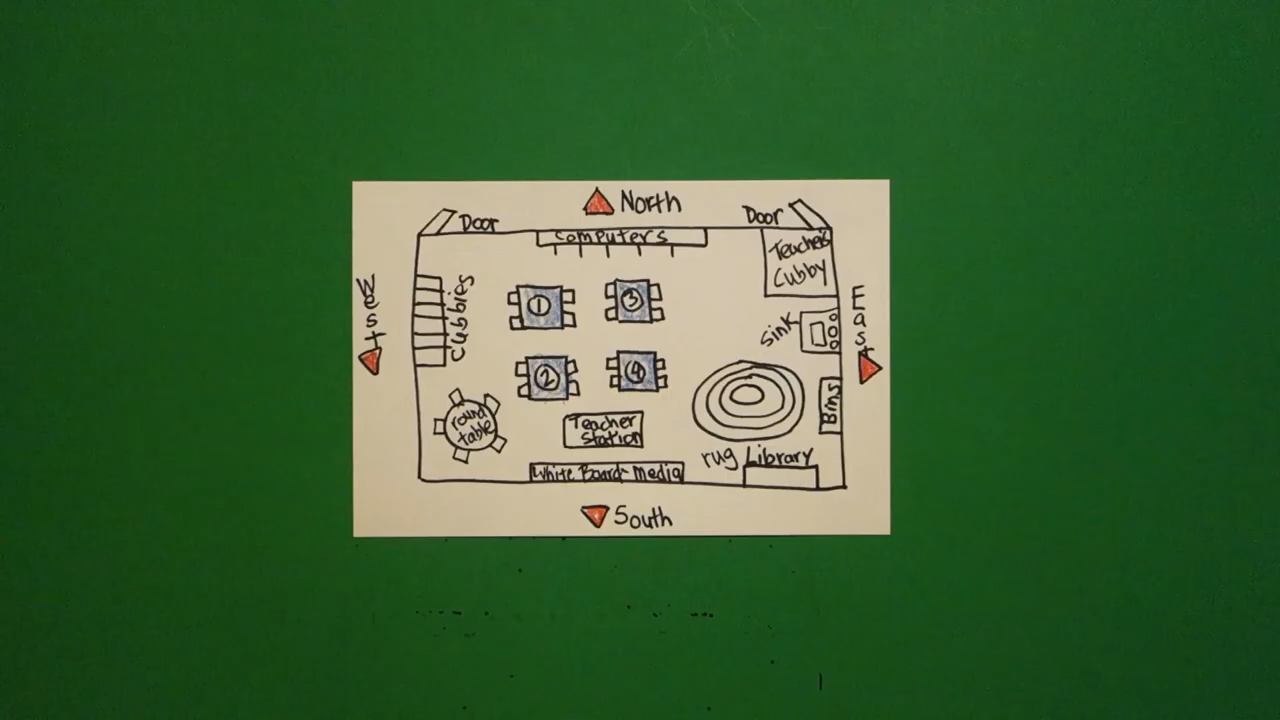 North
Door
Door
Computers
Teacher's
Cubby
West
Cubbies
1
3
Sink
East
2
4
Bins
round
table
Teacher
Station
rug
Library
White Board-Media
South